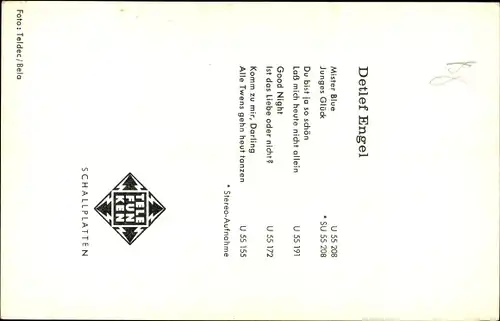 Detlef Engel
Mister Blue U 55 208
Junges Glück * SU 55 208
Du bist ja so schön
Laß mich heute nicht allein U 55 191
Good Night
Ist das Liebe oder nicht? U 55 172
Komm zu mir, Darling
Alle Twens gehn heut tanzen U 55 155
* Stereo-Aufnahme
TELE
FUN
KEN
SCHALLPLATTEN
Foto: Teldec/Bela